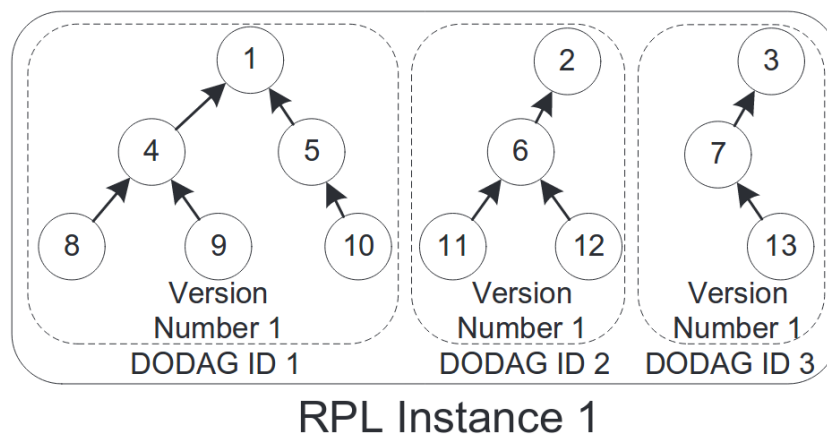 1
2
3
4
5
6
7
8
9
10
11
12
13
Version
Number 1
Version
Number 1
Version
Number 1
DODAG ID 1
DODAG ID 2
DODAG ID 3
RPL Instance 1